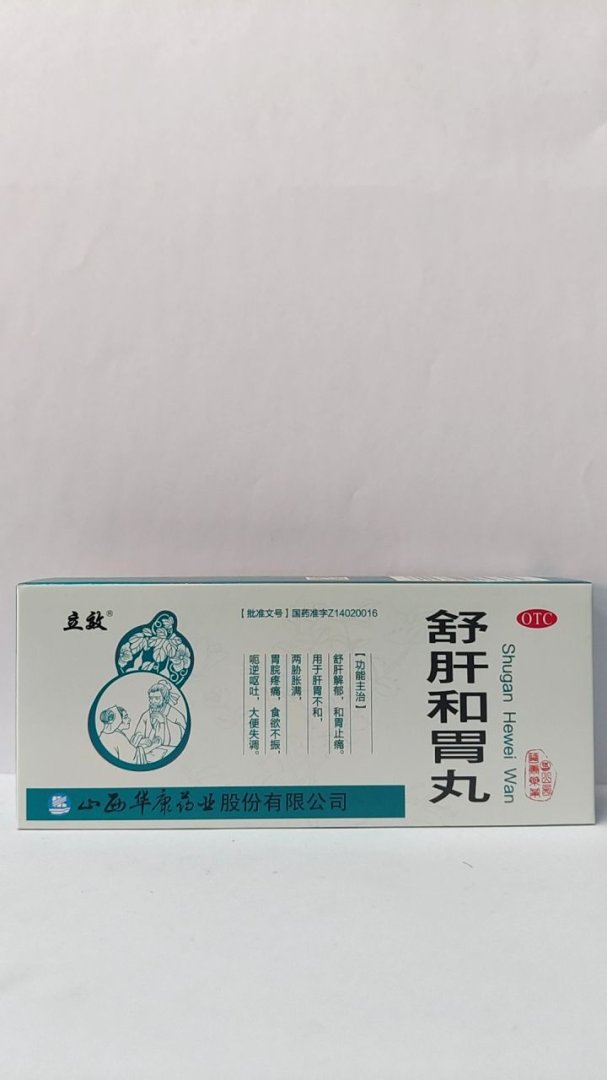 立效®
【批准文号】国药准字Z14020016
【功能主治】
舒肝解郁，和胃止痛。
用于肝胃不和，
两胁胀满，
胃脘疼痛，食欲不振，
呃逆呕吐，大便失调。
舒肝和胃丸
Shugan Hewei Wan
OTC
山西华康药业股份有限公司